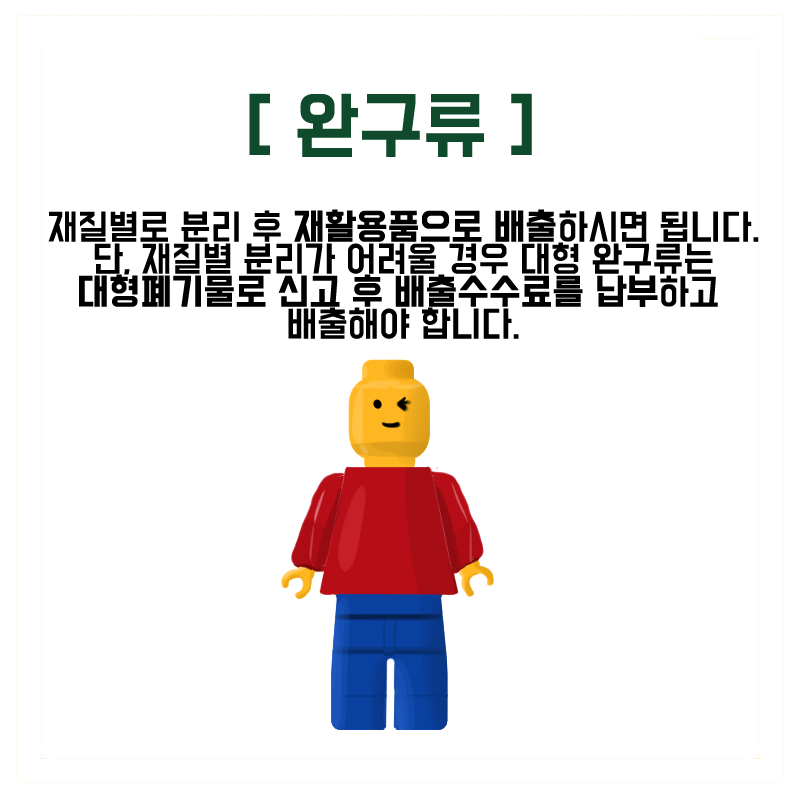 [ 완구류 ]
재질별로 분리 후 재활용품으로 배출하시면 됩니다.
단, 재질별 분리가 어려울 경우 대형 완구류는
대형폐기물로 신고 후 배출수수료를 납부하고
배출해야 합니다.